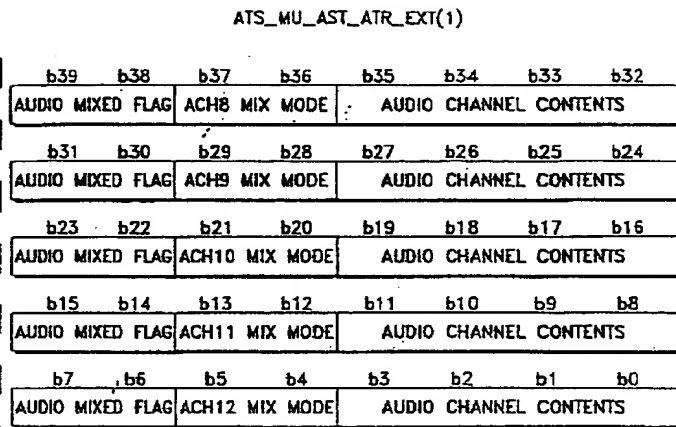 ATS_MU_AST_ATR_EXT(1)
b39 b38 b37 b36 b35 b34 b33 b32
AUDIO MIXED FLAG ACH8 MIX MODE AUDIO CHANNEL CONTENTS
b31 b30 b29 b28 b27 b26 b25 b24
AUDIO MIXED FLAG ACH9 MIX MODE AUDIO CHANNEL CONTENTS
b23 b22 b21 b20 b19 b18 b17 b16
AUDIO MIXED FLAG ACH10 MIX MODE AUDIO CHANNEL CONTENTS
b15 b14 b13 b12 b11 b10 b9 b8
AUDIO MIXED FLAG ACH11 MIX MODE AUDIO CHANNEL CONTENTS
b7 b6 b5 b4 b3 b2 b1 b0
AUDIO MIXED FLAG ACH12 MIX MODE AUDIO CHANNEL CONTENTS